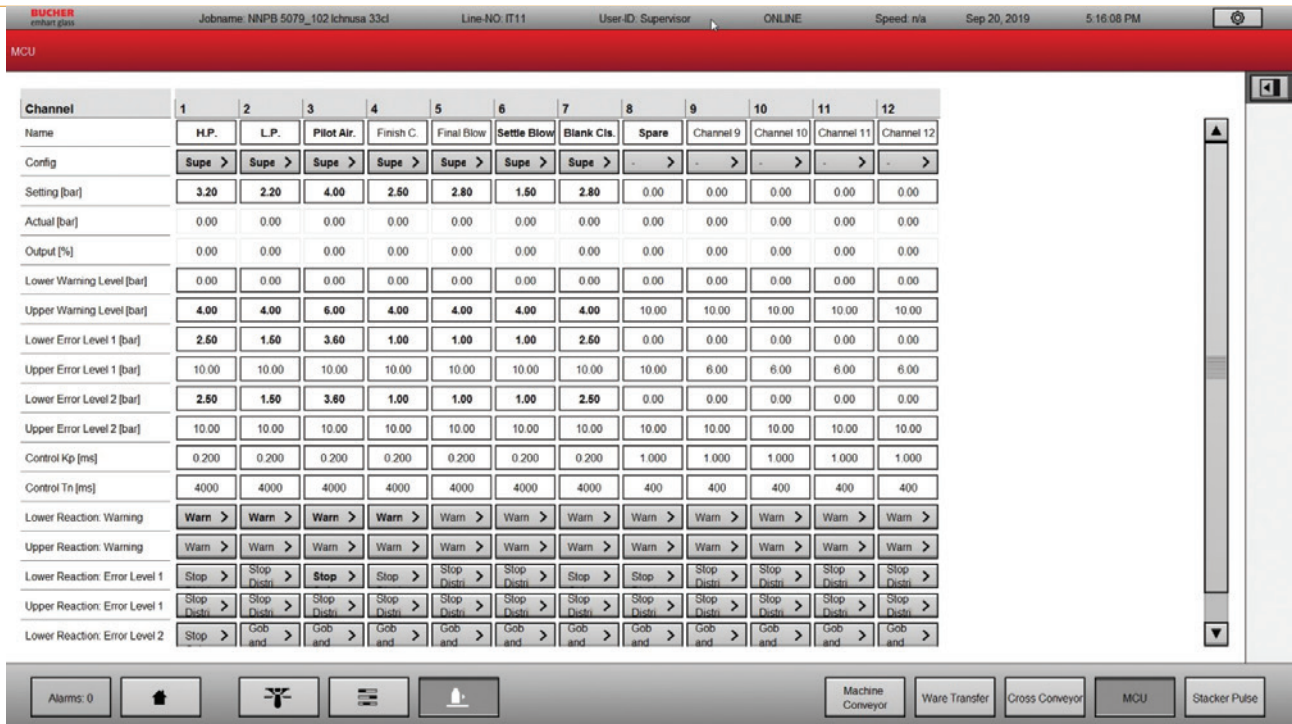 BUCHER
emhart glass
Jobname: NNPB 5079_102 Ichnusa 33cl Line-NO: IT11 User-ID: Supervisor ONLINE Speed: n/a Sep 20, 2019 5:16:08 PM
MCU
Channel 1 2 3 4 5 6 7 8 9 10 11 12
Name H.P. L.P. Pilot Air. Finish C. Final Blow Settle Blow Blank Cls. Spare Channel 9 Channel 10 Channel 11 Channel 12
Config Supe > Supe > Supe > Supe > Supe > Supe > Supe > - > - > - > - > - >
Setting [bar] 3.20 2.20 4.00 2.50 2.80 1.50 2.80 0.00 0.00 0.00 0.00 0.00
Actual [bar] 0.00 0.00 0.00 0.00 0.00 0.00 0.00 0.00 0.00 0.00 0.00 0.00
Output [%] 0.00 0.00 0.00 0.00 0.00 0.00 0.00 0.00 0.00 0.00 0.00 0.00
Lower Warning Level [bar] 0.00 0.00 0.00 0.00 0.00 0.00 0.00 0.00 0.00 0.00 0.00 0.00
Upper Warning Level [bar] 4.00 4.00 6.00 4.00 4.00 4.00 4.00 10.00 10.00 10.00 10.00 10.00
Lower Error Level 1 [bar] 2.50 1.50 3.60 1.00 1.00 1.00 2.50 0.00 0.00 0.00 0.00 0.00
Upper Error Level 1 [bar] 10.00 10.00 10.00 10.00 10.00 10.00 10.00 10.00 6.00 6.00 6.00 6.00
Lower Error Level 2 [bar] 2.50 1.50 3.60 1.00 1.00 1.00 2.50 0.00 0.00 0.00 0.00 0.00
Upper Error Level 2 [bar] 10.00 10.00 10.00 10.00 10.00 10.00 10.00 10.00 10.00 10.00 10.00 10.00
Control Kp [ms] 0.200 0.200 0.200 0.200 0.200 0.200 0.200 1.000 1.000 1.000 1.000 1.000
Control Tn [ms] 4000 4000 4000 4000 4000 4000 4000 400 400 400 400 400
Lower Reaction: Warning Warn > Warn > Warn > Warn > Warn > Warn > Warn > Warn > Warn > Warn > Warn > Warn >
Upper Reaction: Warning Warn > Warn > Warn > Warn > Warn > Warn > Warn > Warn > Warn > Warn > Warn > Warn >
Lower Reaction: Error Level 1 Stop > Stop Distri > Stop > Stop > Stop Distri > Stop Distri > Stop > Stop > Stop Distri > Stop Distri > Stop Distri > Stop Distri >
Upper Reaction: Error Level 1 Stop Distri > Stop Distri > Stop Distri > Stop Distri > Stop Distri > Stop Distri > Stop Distri > Stop Distri > Stop Distri > Stop Distri > Stop Distri > Stop Distri >
Lower Reaction: Error Level 2 Stop > Gob and > Gob and > Gob and > Gob and > Gob and > Gob and > Gob and > Gob and > Gob and > Gob and > Gob and >
Alarms: 0 Machine Conveyor Ware Transfer Cross Conveyor MCU Stacker Pulse